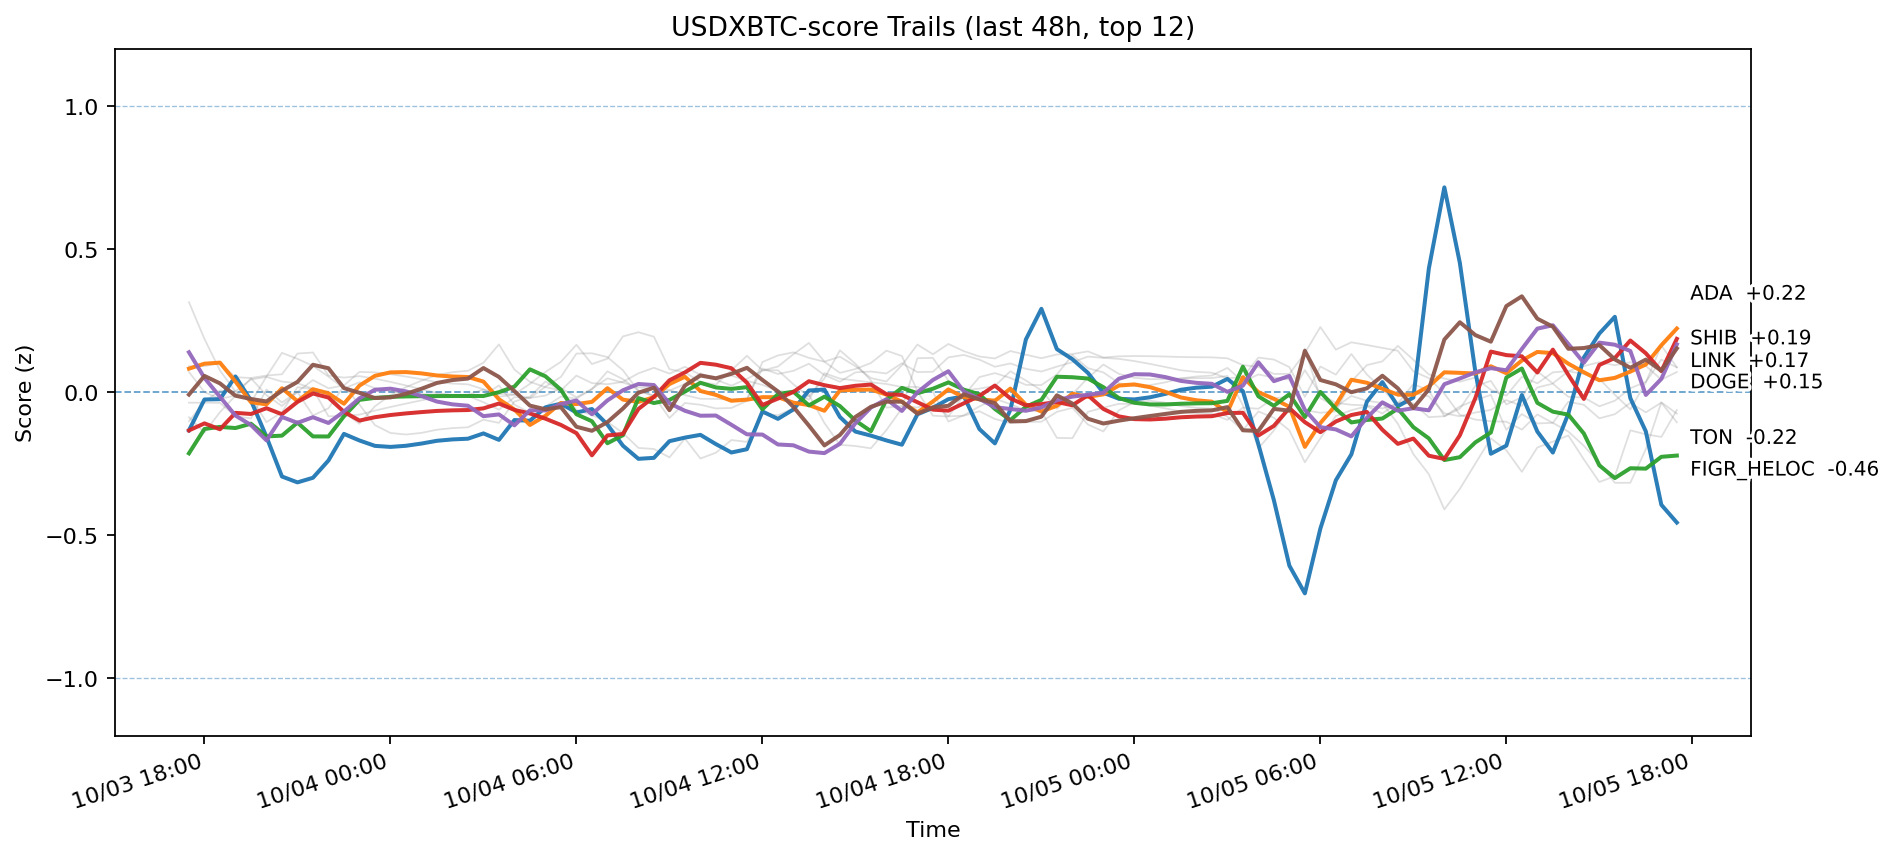 USDXBTC-score Trails (last 48h, top 12)
Score (z)
1.0
0.5
0.0
−0.5
−1.0
ADA +0.22
SHIB +0.19
LINK +0.17
DOGE +0.15
TON -0.22
FIGR_HELOC -0.46
10/03 18:00
10/04 00:00
10/04 06:00
10/04 12:00
10/04 18:00
10/05 00:00
10/05 06:00
10/05 12:00
10/05 18:00
Time